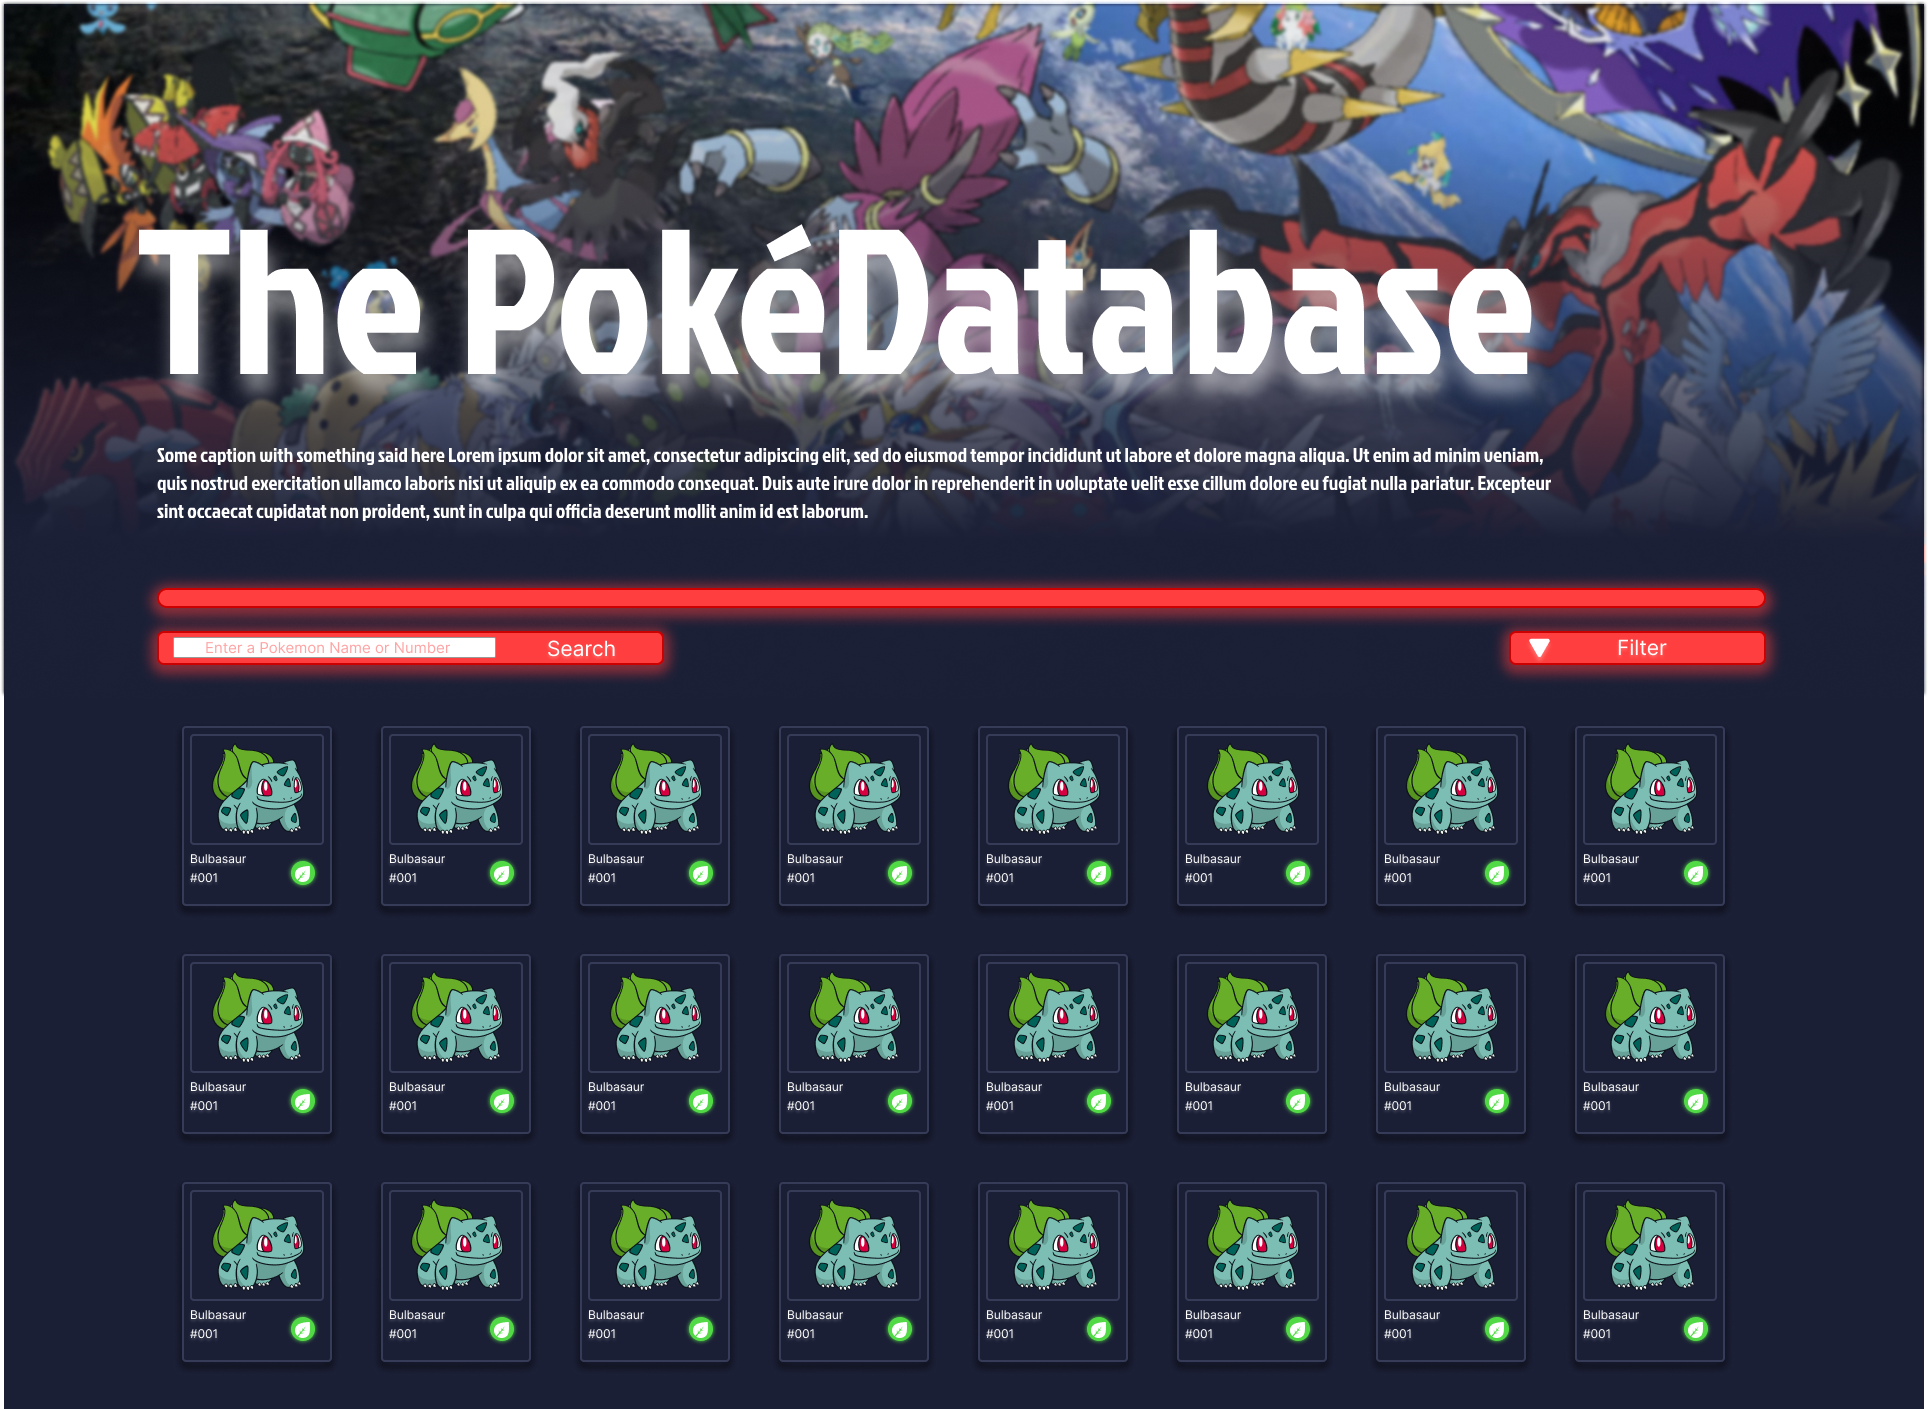 The PokéDatabase
Some caption with something said here Lorem ipsum dolor sit amet, consectetur adipiscing elit, sed do eiusmod tempor incididunt ut labore et dolore magna aliqua. Ut enim ad minim veniam,
quis nostrud exercitation ullamco laboris nisi ut aliquip ex ea commodo consequat. Duis aute irure dolor in reprehenderit in voluptate velit esse cillum dolore eu fugiat nulla pariatur. Excepteur
sint occaecat cupidatat non proident, sunt in culpa qui officia deserunt mollit anim id est laborum.
Enter a Pokemon Name or Number Search Filter
Bulbasaur Bulbasaur Bulbasaur Bulbasaur Bulbasaur Bulbasaur Bulbasaur Bulbasaur
#001 #001 #001 #001 #001 #001 #001 #001
Bulbasaur Bulbasaur Bulbasaur Bulbasaur Bulbasaur Bulbasaur Bulbasaur Bulbasaur
#001 #001 #001 #001 #001 #001 #001 #001
Bulbasaur Bulbasaur Bulbasaur Bulbasaur Bulbasaur Bulbasaur Bulbasaur Bulbasaur
#001 #001 #001 #001 #001 #001 #001 #001